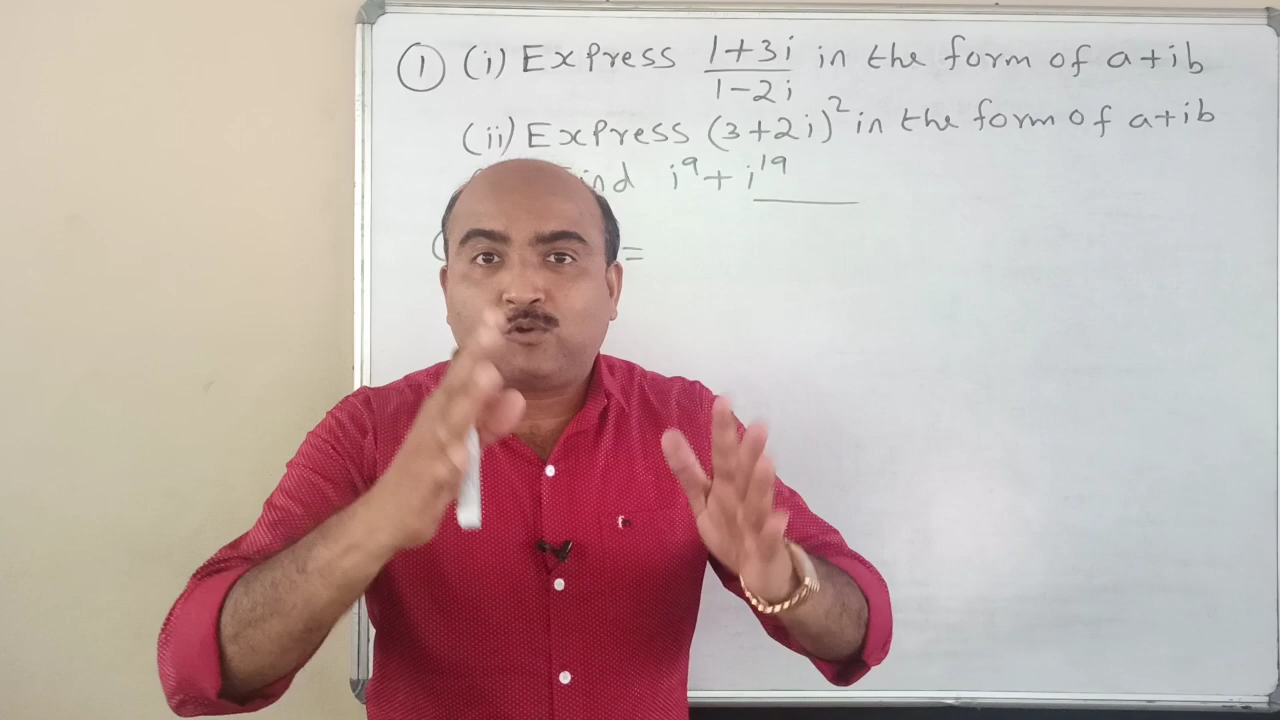 ① (i) Express 1+3i/1-2i in the form of a+ib
(ii) Express (3+2i)² in the form of a+ib
i⁹+i¹⁹
=